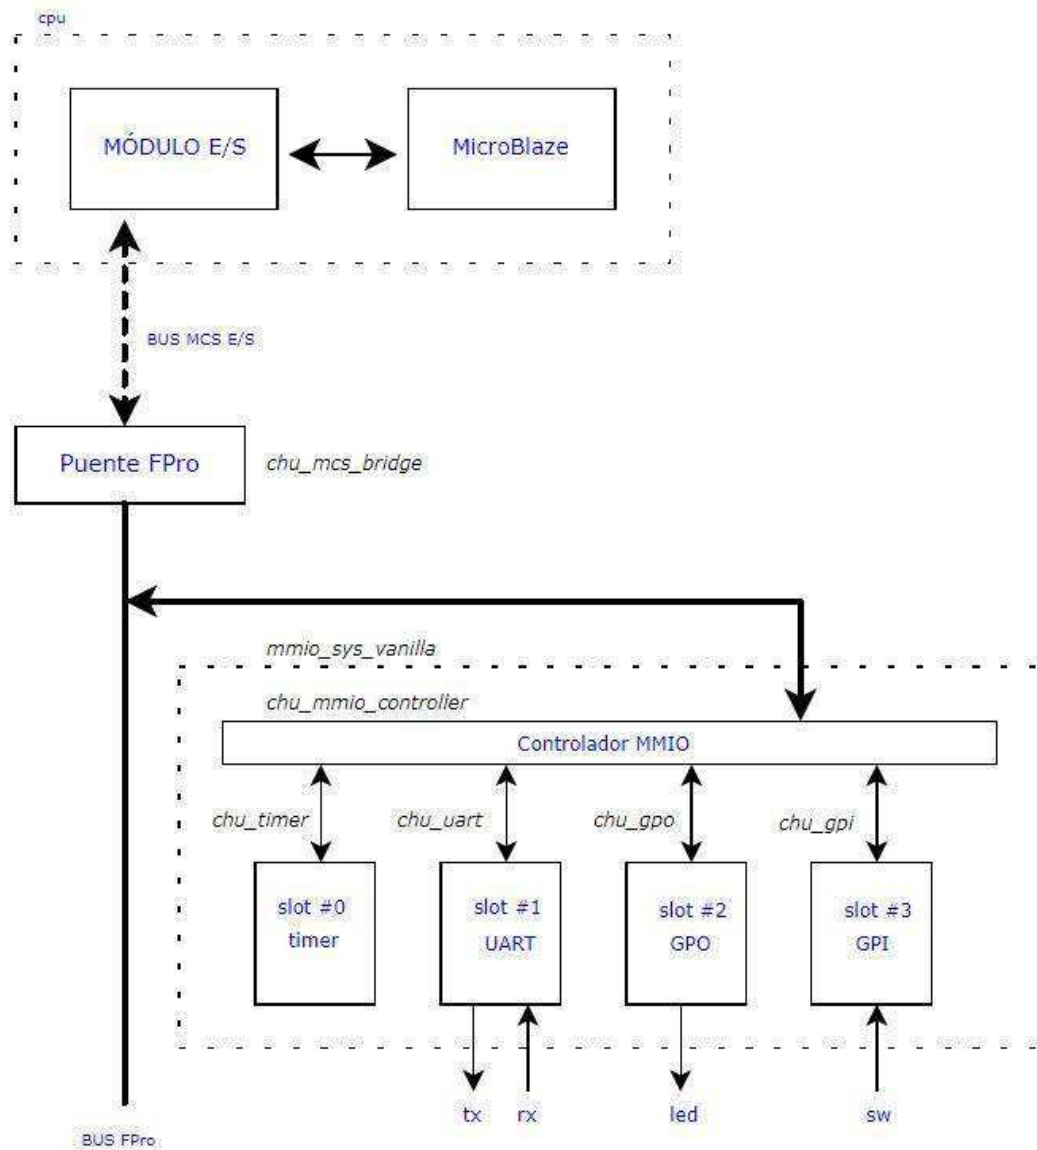 cpu
MÓDULO E/S
MicroBlaze
BUS MCS E/S
Puente FPro
chu_mcs_bridge
mmio_sys_vanilla
chu_mmio_controller
Controlador MMIO
chu_timer
chu_uart
chu_gpo
chu_gpi
slot #0
timer
slot #1
UART
slot #2
GPO
slot #3
GPI
tx
rx
led
sw
BUS FPro